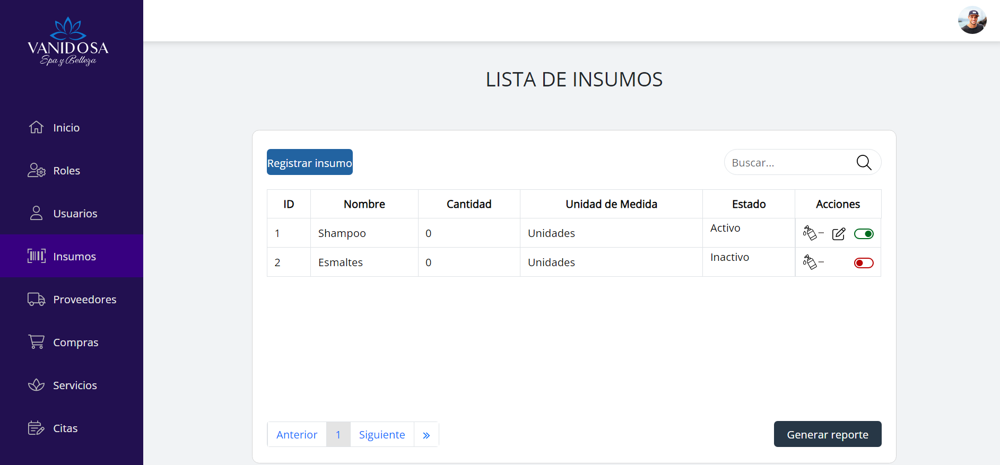 VANIDOSA
Spa y Belleza
Inicio
Roles
Usuarios
Insumos
Proveedores
Compras
Servicios
Citas
LISTA DE INSUMOS
Registrar insumo
Buscar...
ID Nombre Cantidad Unidad de Medida Estado Acciones
1 Shampoo 0 Unidades Activo
2 Esmaltes 0 Unidades Inactivo
Anterior 1 Siguiente »
Generar reporte